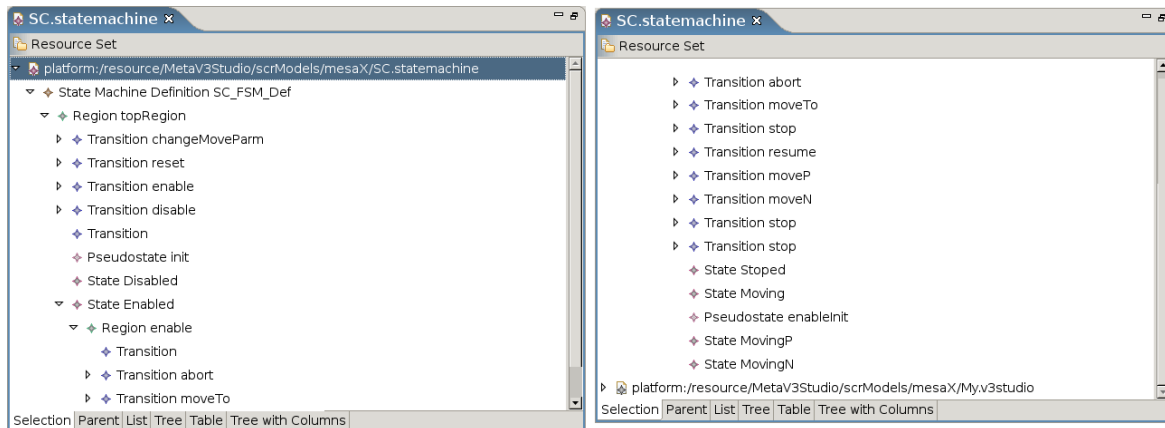 SC.statemachine
Resource Set
platform:/resource/MetaV3Studio/scrModels/mesaX/SC.statemachine
State Machine Definition SC_FSM_Def
Region topRegion
Transition changeMoveParm
Transition reset
Transition enable
Transition disable
Transition
Pseudostate init
State Disabled
State Enabled
Region enable
Transition
Transition abort
Transition moveTo
Selection Parent List Tree Table Tree with Columns
SC.statemachine
Resource Set
Transition abort
Transition moveTo
Transition stop
Transition resume
Transition moveP
Transition moveN
Transition stop
Transition stop
State Stoped
State Moving
Pseudostate enableInit
State MovingP
State MovingN
platform:/resource/MetaV3Studio/scrModels/mesaX/My.v3studio
Selection Parent List Tree Table Tree with Columns